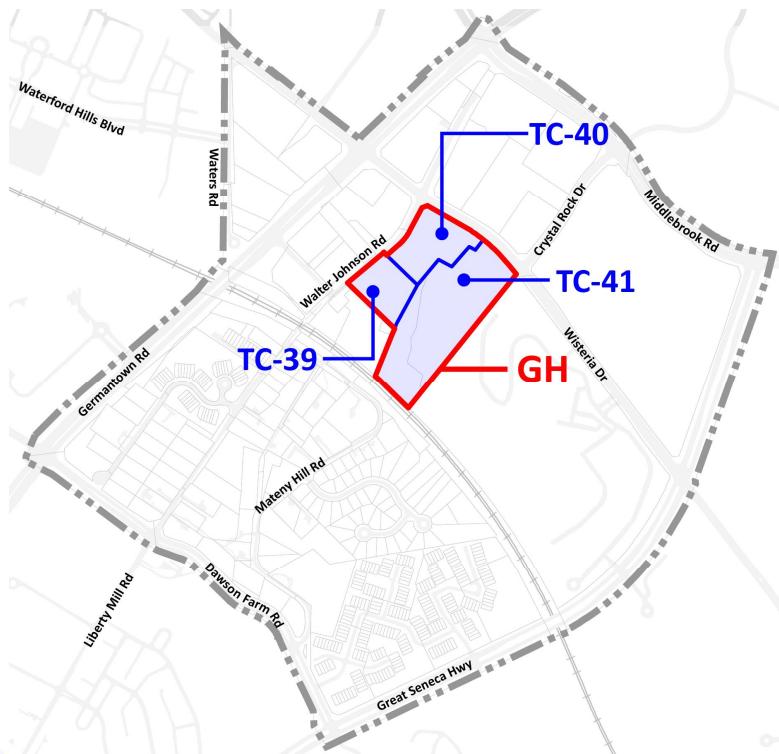 Waterford Hills Blvd
Waters Rd
TC-40
Crystal Rock Dr
Middlebrook Rd
Walter Johnson Rd
TC-41
TC-39
Wisteria Dr
GH
Germantown Rd
Mateny Hill Rd
Liberty Mill Rd
Dawson Farm Rd
Great Seneca Hwy